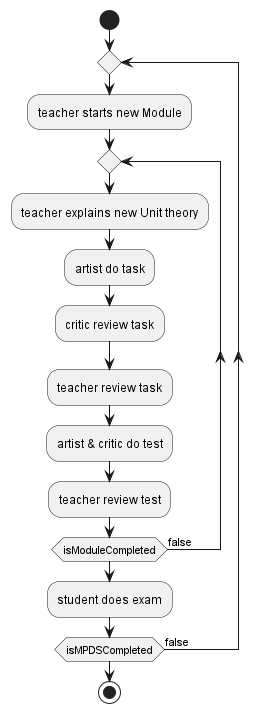 teacher starts new Module
teacher explains new Unit theory
artist do task
critic review task
teacher review task
artist & critic do test
teacher review test
isModuleCompleted
false
student does exam
isMPDSCompleted
false